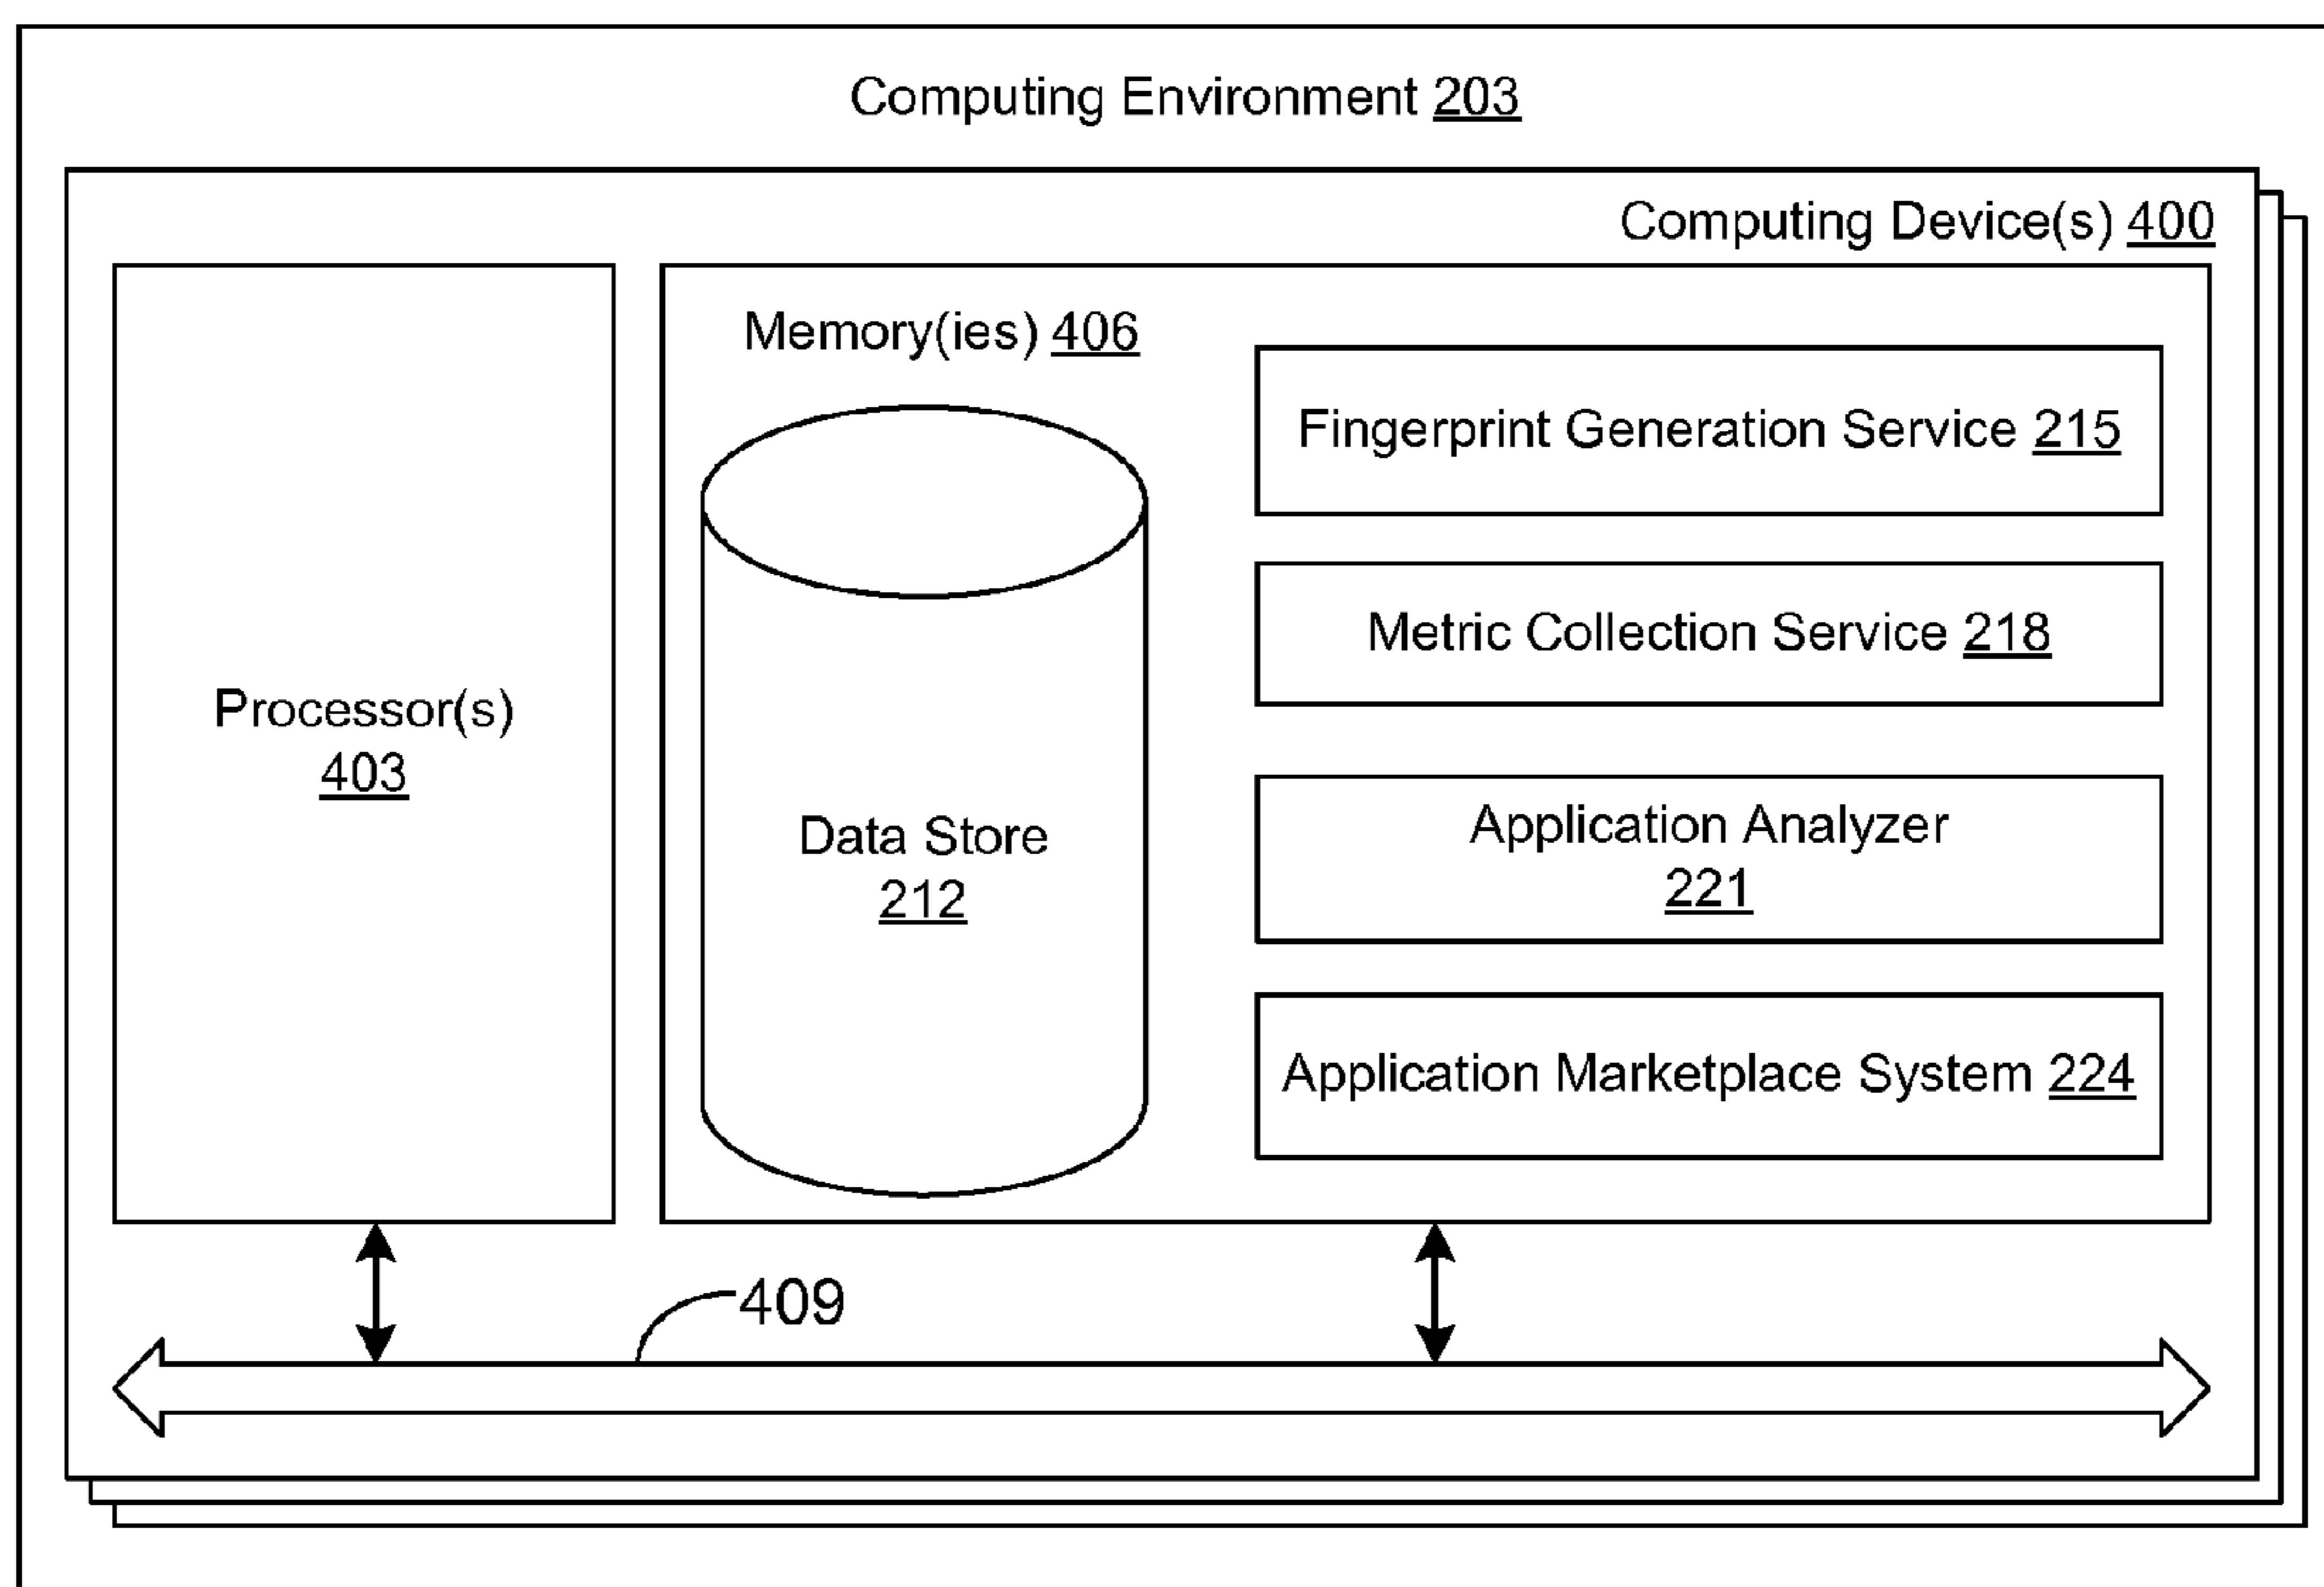 Computing Environment 203
Computing Device(s) 400
Processor(s)
403
Memory(ies) 406
Data Store
212
Fingerprint Generation Service 215
Metric Collection Service 218
Application Analyzer
221
Application Marketplace System 224
409